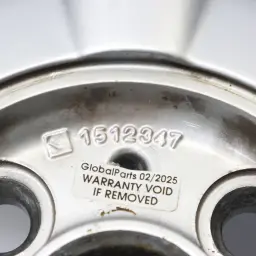 1512347
GlobalParts 02/2025
WARRANTY VOID
IF REMOVED